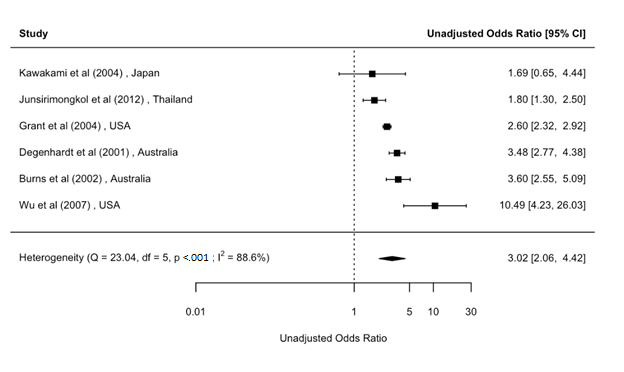 Study Unadjusted Odds Ratio [95% CI]
Kawakami et al (2004) , Japan 1.69 [0.65, 4.44]
Junsirimongkol et al (2012) , Thailand 1.80 [1.30, 2.50]
Grant et al (2004) , USA 2.60 [2.32, 2.92]
Degenhardt et al (2001) , Australia 3.48 [2.77, 4.38]
Burns et al (2002) , Australia 3.60 [2.55, 5.09]
Wu et al (2007) , USA 10.49 [4.23, 26.03]
Heterogeneity (Q = 23.04, df = 5, p <.001 ; I² = 88.6%) 3.02 [2.06, 4.42]
0.01 1 5 10 30
Unadjusted Odds Ratio